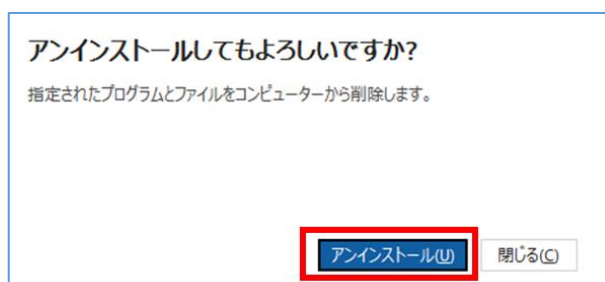 アンインストールしてもよろしいですか?
指定されたプログラムとファイルをコンピューターから削除します。
アンインストール(U)
閉じる(C)